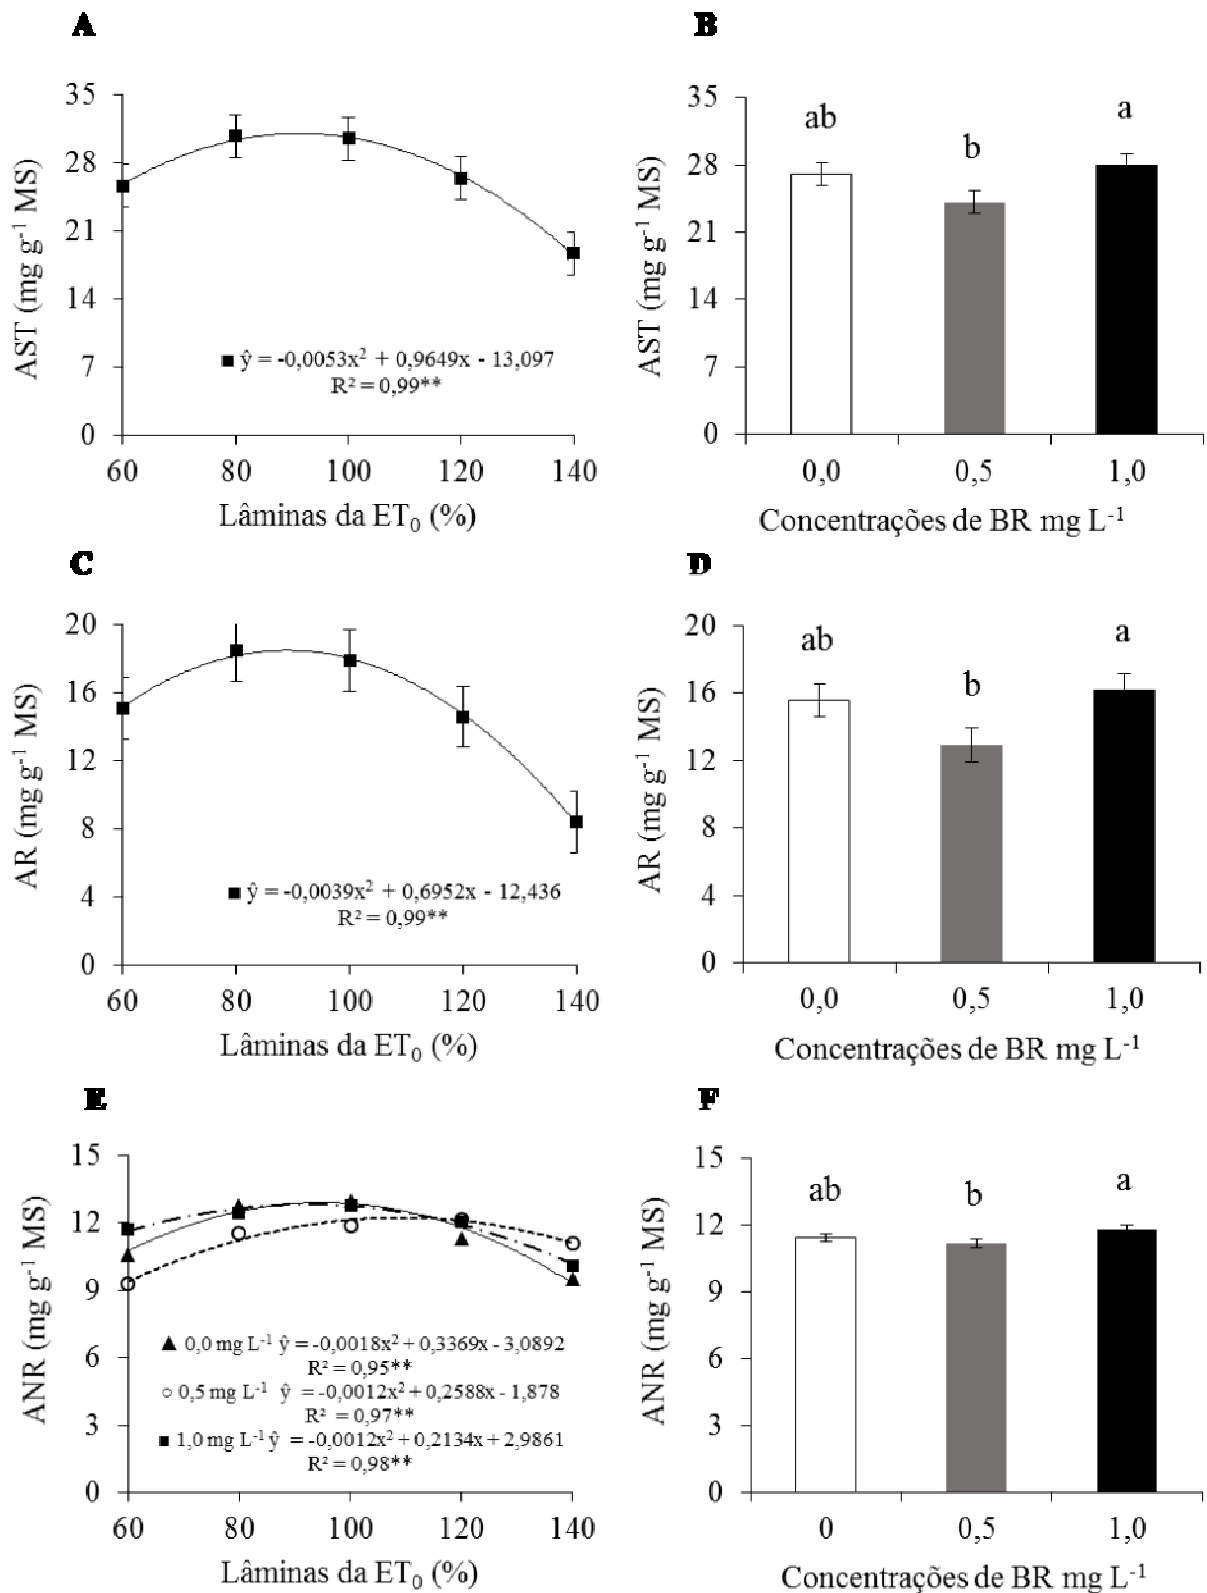 A
AST (mg g⁻¹ MS)
35
28
21
14
7
0
■ ŷ = -0,0053x² + 0,9649x - 13,097
R² = 0,99**
60 80 100 120 140
Lâminas da ET₀ (%)
B
AST (mg g⁻¹ MS)
35
28
21
14
7
0
ab b a
0,0 0,5 1,0
Concentrações de BR mg L⁻¹
C
AR (mg g⁻¹ MS)
20
16
12
8
4
0
■ ŷ = -0,0039x² + 0,6952x - 12,436
R² = 0,99**
60 80 100 120 140
Lâminas da ET₀ (%)
D
AR (mg g⁻¹ MS)
20
16
12
8
4
0
ab b a
0,0 0,5 1,0
Concentrações de BR mg L⁻¹
E
ANR (mg g⁻¹ MS)
15
12
9
6
3
0
▲ 0,0 mg L⁻¹ ŷ = -0,0018x² + 0,3369x - 3,0892
R² = 0,95**
○ 0,5 mg L⁻¹ ŷ = -0,0012x² + 0,2588x - 1,878
R² = 0,97**
■ 1,0 mg L⁻¹ ŷ = -0,0012x² + 0,2134x + 2,9861
R² = 0,98**
60 80 100 120 140
Lâminas da ET₀ (%)
F
ANR (mg g⁻¹ MS)
15
12
9
6
3
0
ab b a
0 0,5 1,0
Concentrações de BR mg L⁻¹